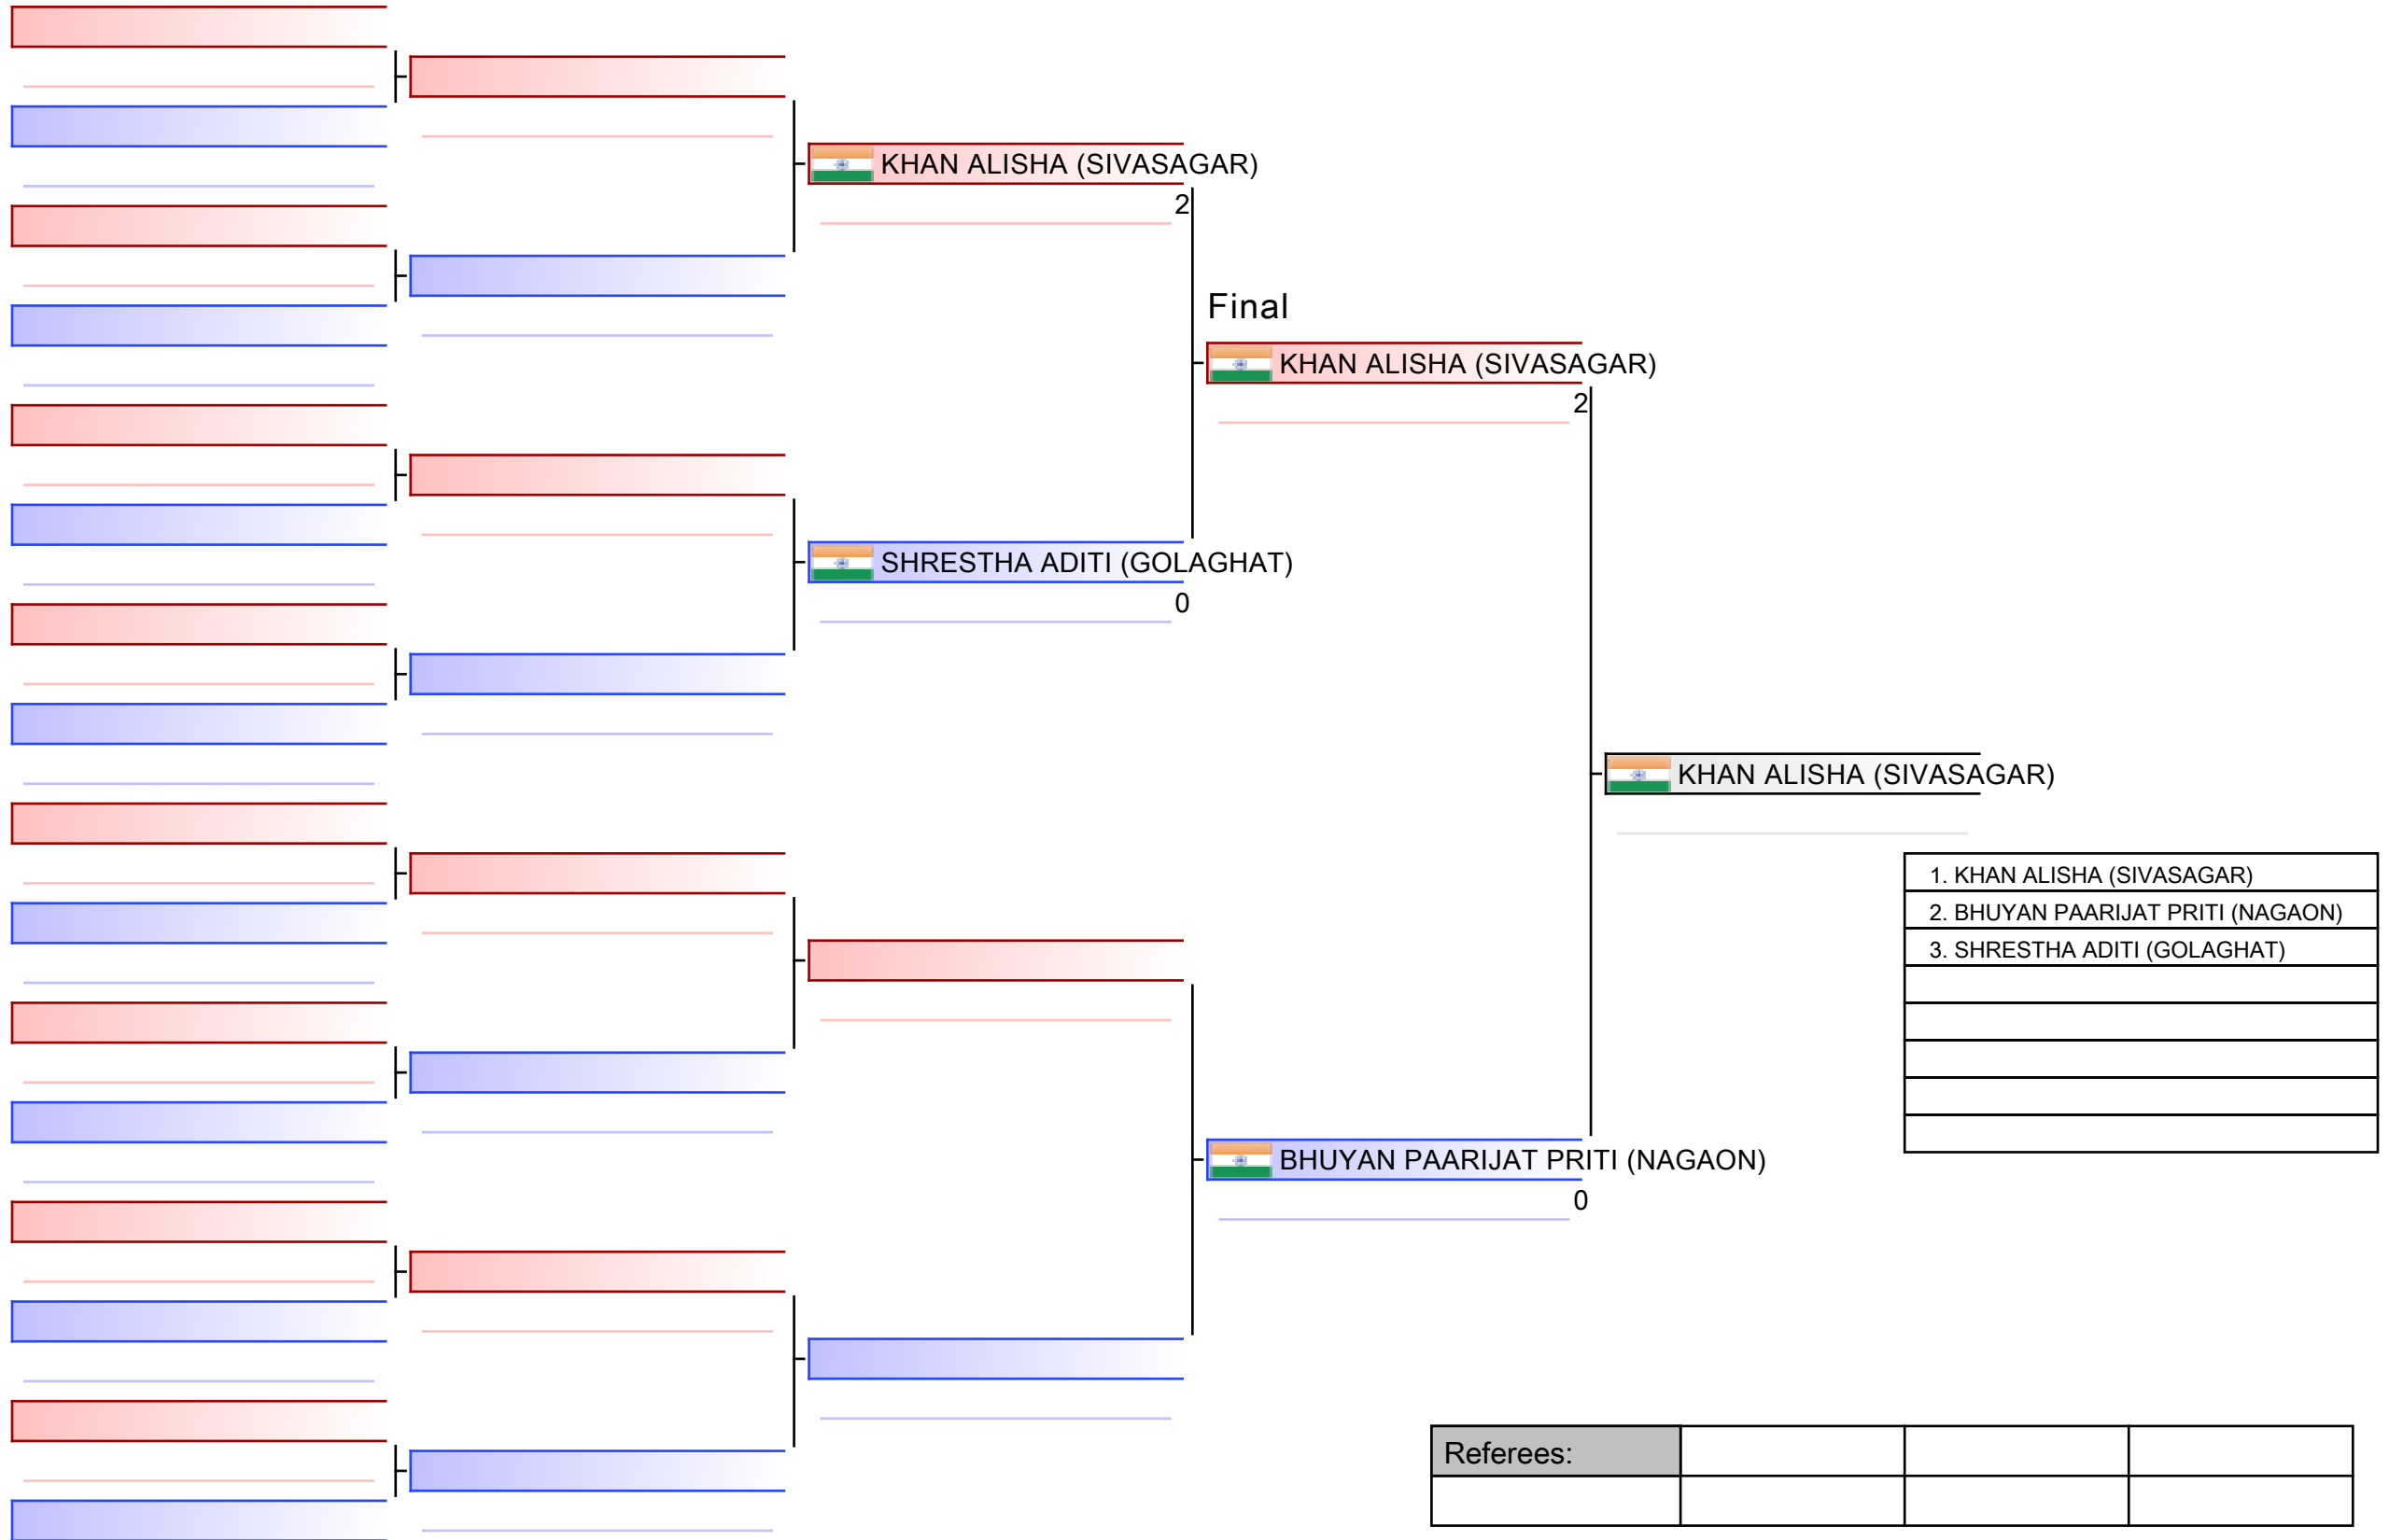 KHAN ALISHA (SIVASAGAR)
2
Final
KHAN ALISHA (SIVASAGAR)
2
SHRESTHA ADITI (GOLAGHAT)
0
KHAN ALISHA (SIVASAGAR)
1. KHAN ALISHA (SIVASAGAR)
2. BHUYAN PAARIJAT PRITI (NAGAON)
3. SHRESTHA ADITI (GOLAGHAT)
BHUYAN PAARIJAT PRITI (NAGAON)
0
Referees: